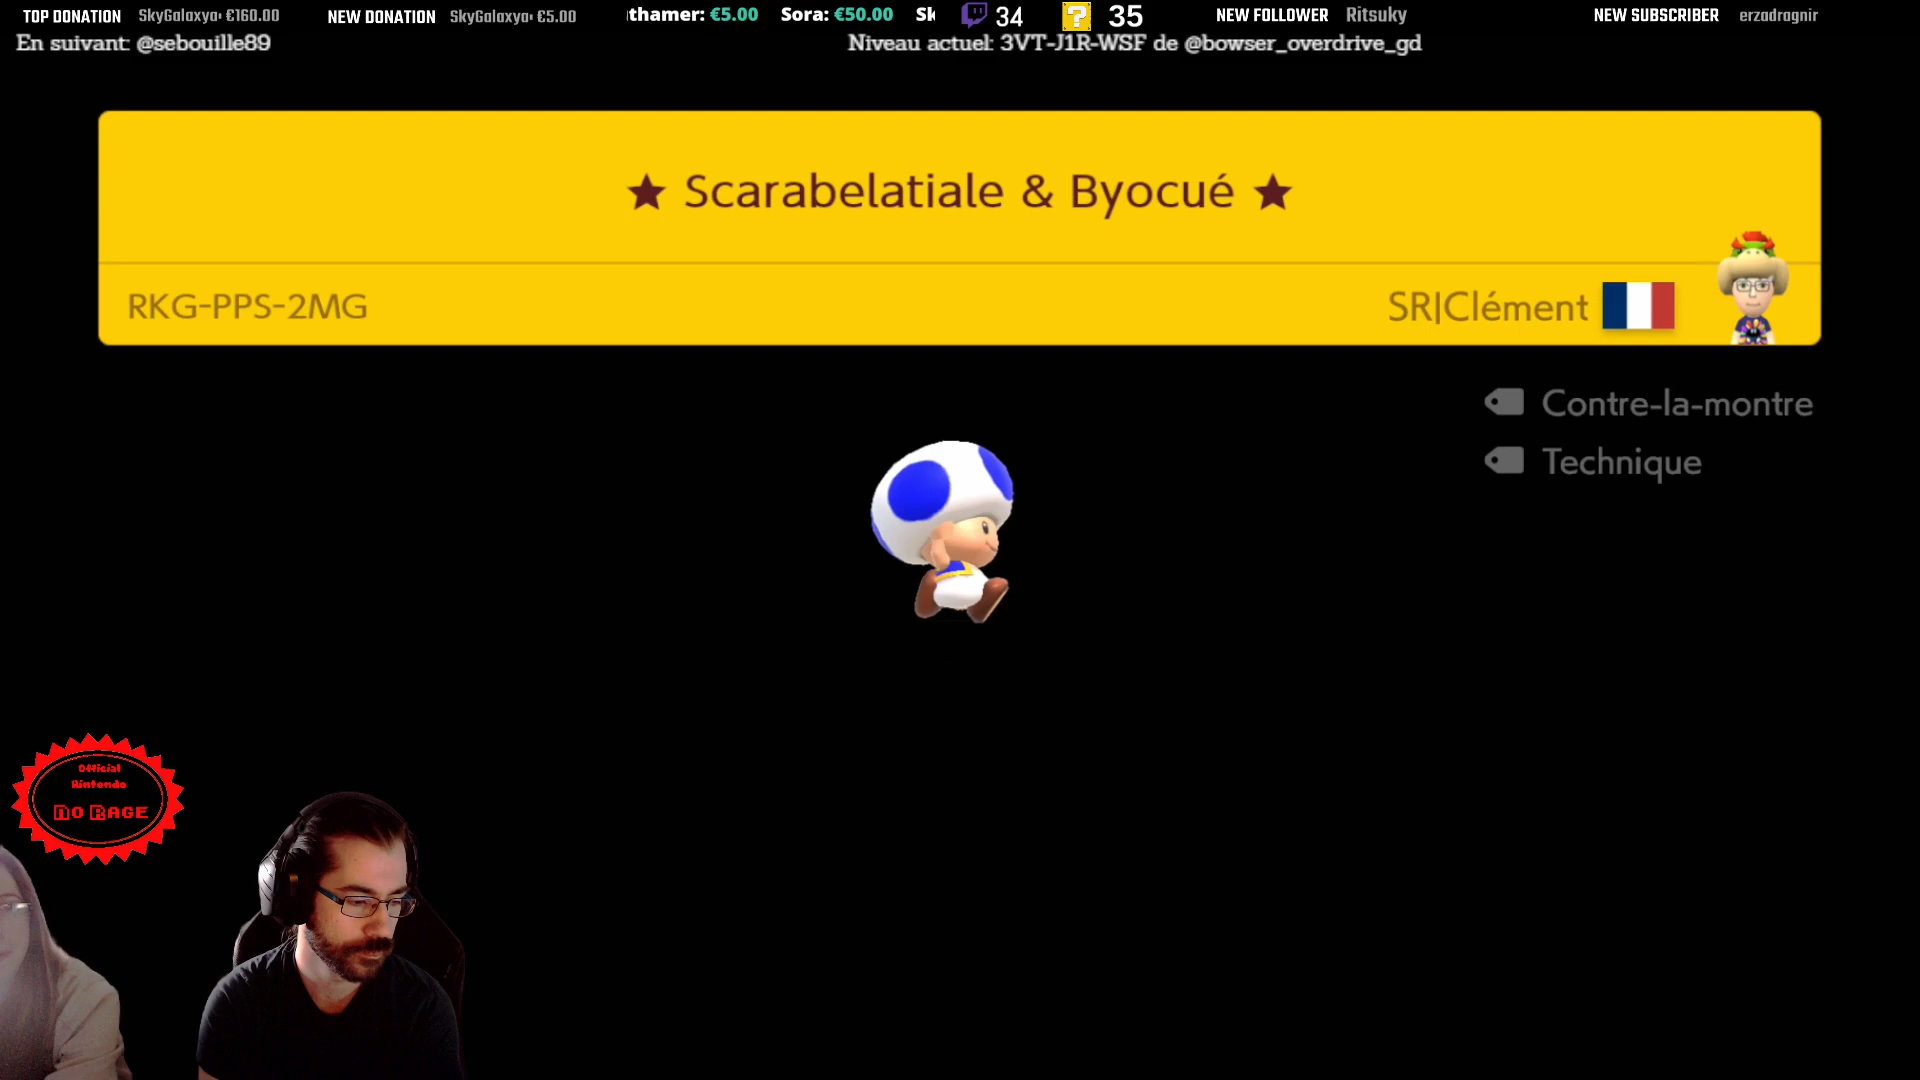 TOP DONATION SkyGalaxya: €160.00 NEW DONATION SkyGalaxya: €5.00 thamer: €5.00 Sora: €50.00 Sk 34 ? 35 NEW FOLLOWER Ritsuky NEW SUBSCRIBER erzadragnir
En suivant: @sebouille89 Niveau actuel: 3VT-J1R-WSF de @bowser_overdrive_gd
★ Scarabelatiale & Byocué ★
RKG-PPS-2MG SR|Clément
Contre-la-montre
Technique
Official
Nintendo
No Rage